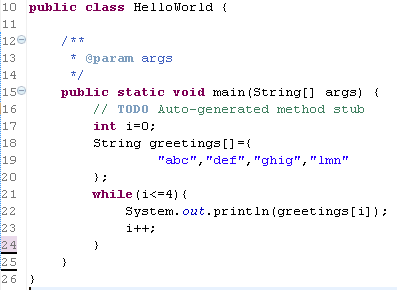 10 public class HelloWorld {
11
12 /**
13 * @param args
14 */
15 public static void main(String[] args) {
16 // TODO Auto-generated method stub
17 int i=0;
18 String greetings[]={
19 "abc","def","ghig","lmn"
20 };
21 while(i<=4){
22 System.out.println(greetings[i]);
23 i++;
24 }
25 }
26 }